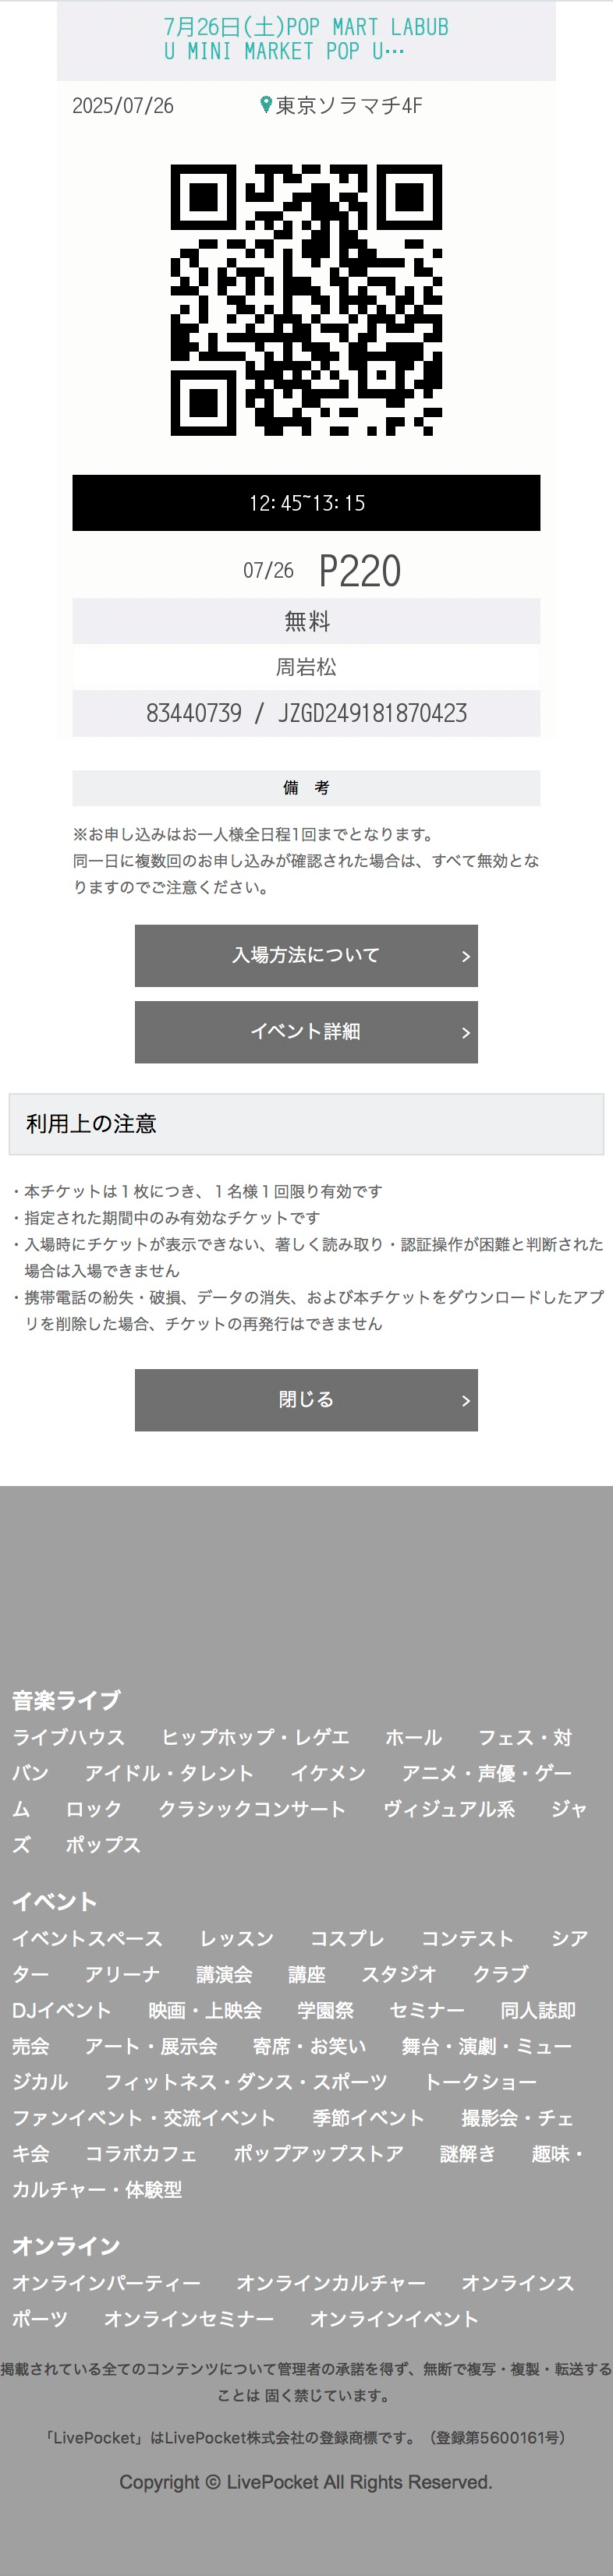 7月26日(土)POP MART LABUB
U MINI MARKET POP U…
2025/07/26 東京ソラマチ4F
12:45~13:15
07/26 P220
無料
周岩松
83440739 / JZGD249181870423
備 考
※お申し込みはお一人様全日程1回までとなります。
同一日に複数回のお申し込みが確認された場合は、すべて無効とな
りますのでご注意ください。
入場方法について
イベント詳細
利用上の注意
・本チケットは１枚につき、１名様１回限り有効です
・指定された期間中のみ有効なチケットです
・入場時にチケットが表示できない、著しく読み取り・認証操作が困難と判断された
場合は入場できません
・携帯電話の紛失・破損、データの消失、および本チケットをダウンロードしたアプ
リを削除した場合、チケットの再発行はできません
閉じる
音楽ライブ
ライブハウス ヒップホップ・レゲエ ホール フェス・対
バン アイドル・タレント イケメン アニメ・声優・ゲー
ム ロック クラシックコンサート ヴィジュアル系 ジャ
ズ ポップス
イベント
イベントスペース レッスン コスプレ コンテスト シア
ター アリーナ 講演会 講座 スタジオ クラブ
DJイベント 映画・上映会 学園祭 セミナー 同人誌即
売会 アート・展示会 寄席・お笑い 舞台・演劇・ミュー
ジカル フィットネス・ダンス・スポーツ トークショー
ファンイベント・交流イベント 季節イベント 撮影会・チェ
キ会 コラボカフェ ポップアップストア 謎解き 趣味・
カルチャー・体験型
オンライン
オンラインパーティー オンラインカルチャー オンラインス
ポーツ オンラインセミナー オンラインイベント
掲載されている全てのコンテンツについて管理者の承諾を得ず、無断で複写・複製・転送する
ことは 固く禁じています。
「LivePocket」はLivePocket株式会社の登録商標です。（登録第5600161号）
Copyright © LivePocket All Rights Reserved.